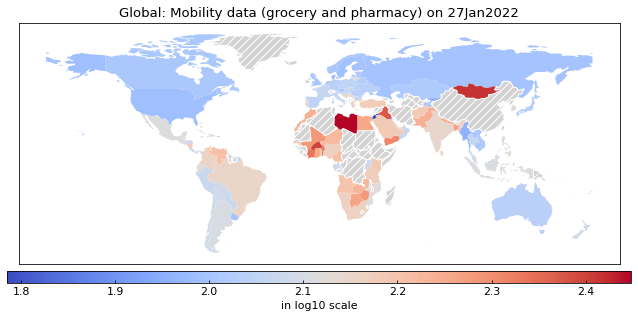 Global: Mobility data (grocery and pharmacy) on 27Jan2022
1.8 1.9 2.0 2.1 2.2 2.3 2.4
in log10 scale